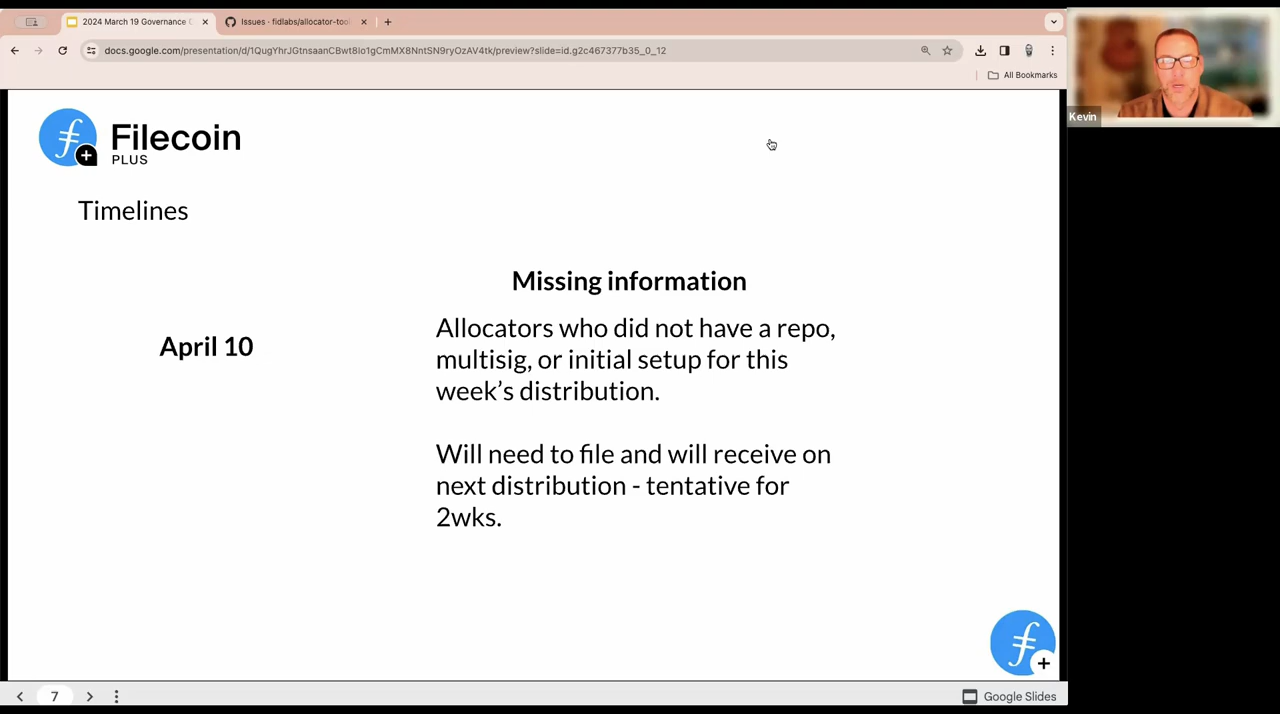 2024 March 19 Governance C
Issues · fidlabs/allocator-tool
docs.google.com/presentation/d/1QugYhrJGtnsaanCBwt8io1gCmMX8NntSN9ryOzAV4tk/preview?slide=id.g2c467377b35_0_12
All Bookmarks
Kevin
Filecoin
PLUS
Timelines
Missing information
April 10
Allocators who did not have a repo,
multisig, or initial setup for this
week's distribution.
Will need to file and will receive on
next distribution - tentative for
2wks.
7
Google Slides